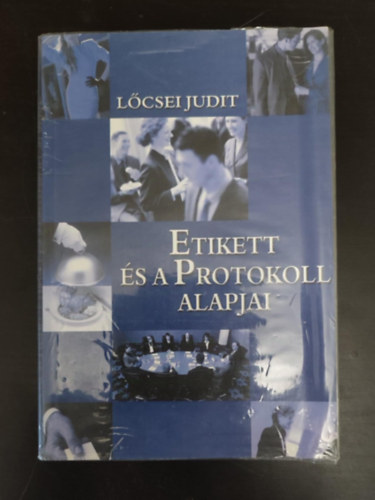 LŐCSEI JUDIT
ETIKETT
ÉS A PROTOKOLL
ALAPJAI